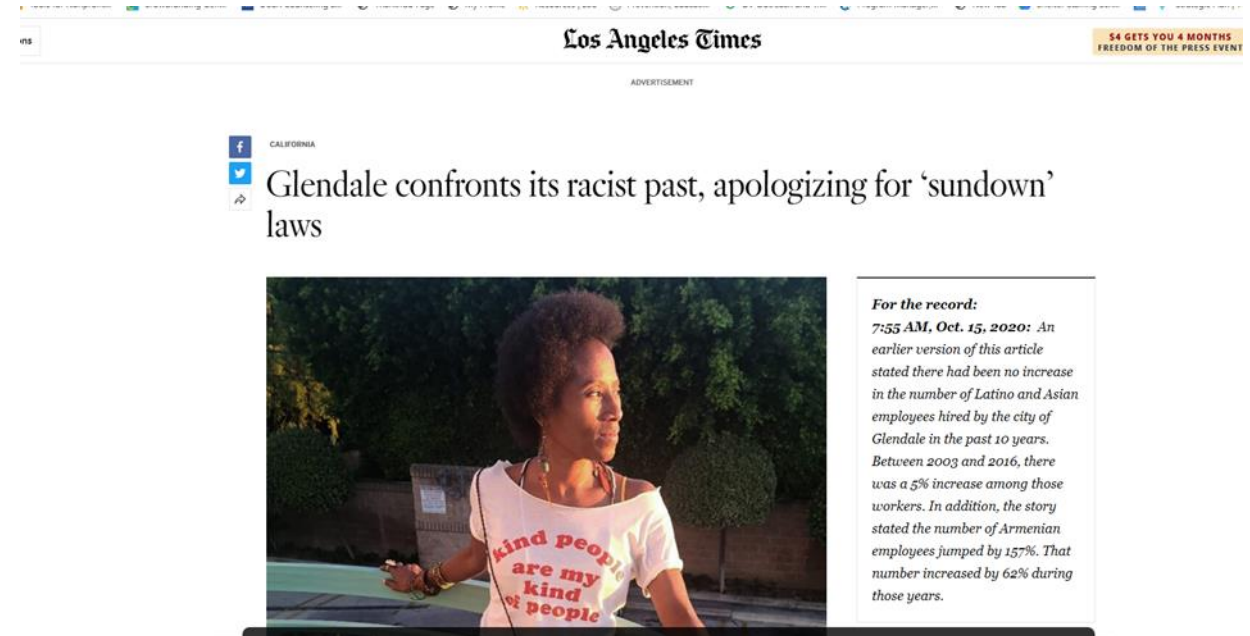 ons
Los Angeles Times
$4 GETS YOU 4 MONTHS
FREEDOM OF THE PRESS EVENT
ADVERTISEMENT
CALIFORNIA
Glendale confronts its racist past, apologizing for ‘sundown’
laws
For the record:
7:55 AM, Oct. 15, 2020: An
earlier version of this article
stated there had been no increase
in the number of Latino and Asian
employees hired by the city of
Glendale in the past 10 years.
Between 2003 and 2016, there
was a 5% increase among those
workers. In addition, the story
stated the number of Armenian
employees jumped by 157%. That
number increased by 62% during
those years.
kind people
are my
kind
of people